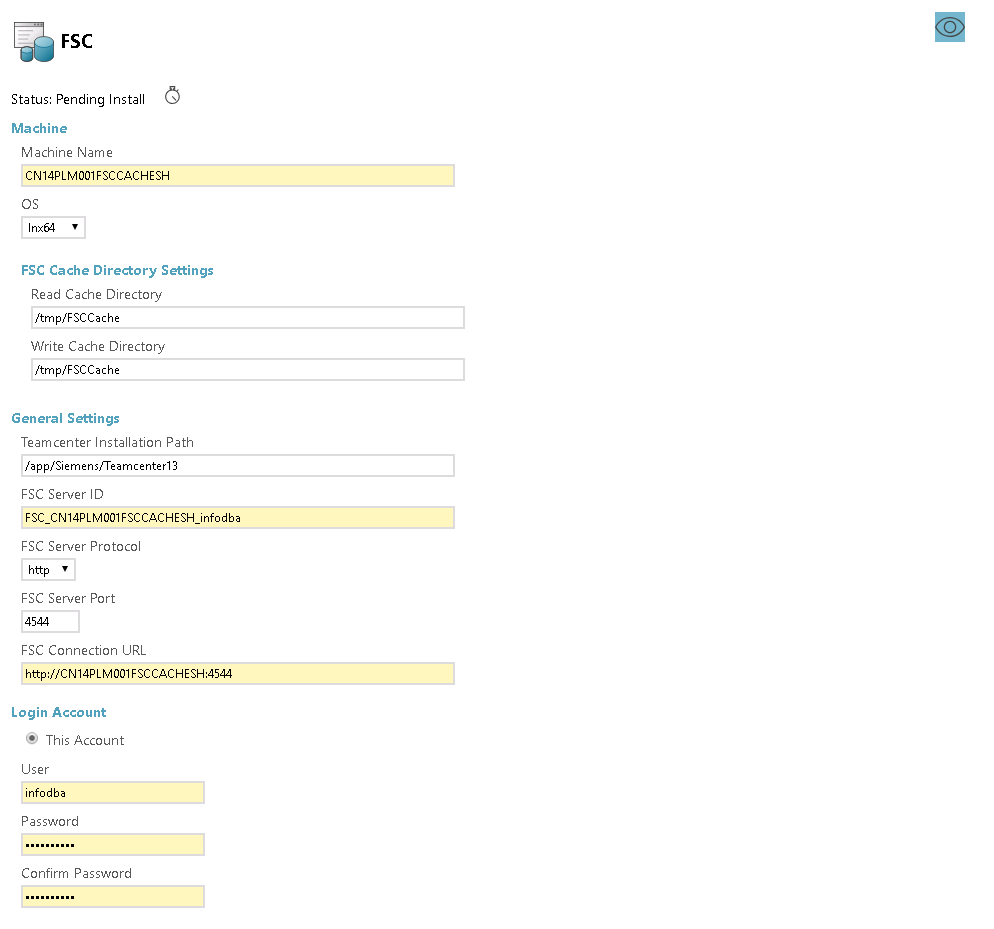 FSC
Status: Pending Install
Machine
Machine Name
CN14PLM001FSCCACHESH
OS
lnx64
FSC Cache Directory Settings
Read Cache Directory
/tmp/FSCCache
Write Cache Directory
/tmp/FSCCache
General Settings
Teamcenter Installation Path
/app/Siemens/Teamcenter13
FSC Server ID
FSC_CN14PLM001FSCCACHESH_infodba
FSC Server Protocol
http
FSC Server Port
4544
FSC Connection URL
http://CN14PLM001FSCCACHESH:4544
Login Account
This Account
User
infodba
Password
••••••••••
Confirm Password
••••••••••